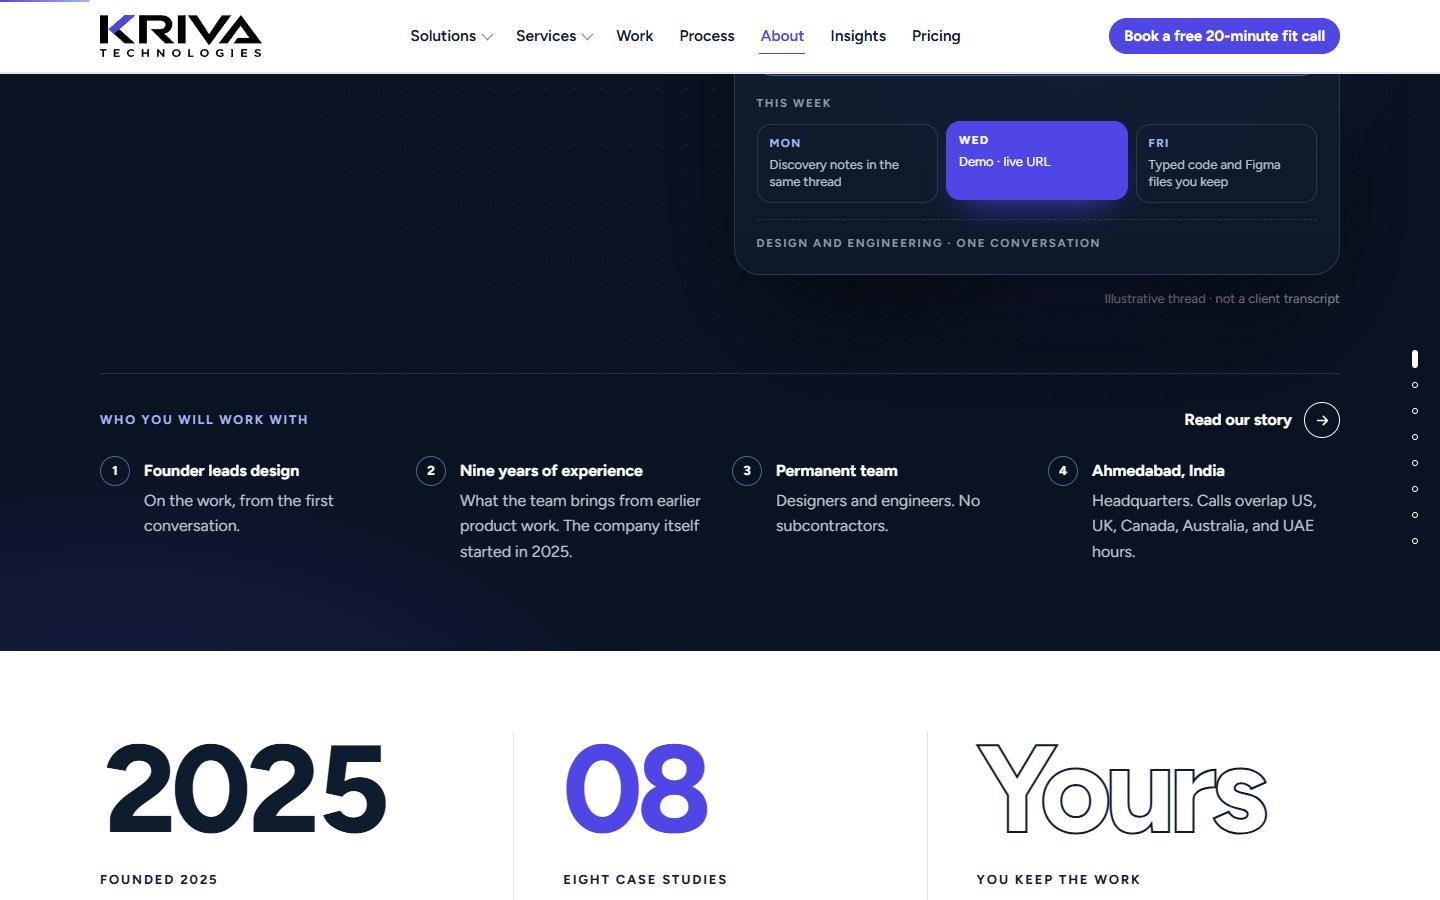 KRIVA
TECHNOLOGIES
Solutions
Services
Work
Process
About
Insights
Pricing
Book a free 20-minute fit call
THIS WEEK
MON
Discovery notes in the
same thread
WED
Demo · live URL
FRI
Typed code and Figma
files you keep
DESIGN AND ENGINEERING · ONE CONVERSATION
Illustrative thread · not a client transcript
WHO YOU WILL WORK WITH
Read our story
1
Founder leads design
On the work, from the first
conversation.
2
Nine years of experience
What the team brings from earlier
product work. The company itself
started in 2025.
3
Permanent team
Designers and engineers. No
subcontractors.
4
Ahmedabad, India
Headquarters. Calls overlap US,
UK, Canada, Australia, and UAE
hours.
2025
FOUNDED 2025
08
EIGHT CASE STUDIES
Yours
YOU KEEP THE WORK